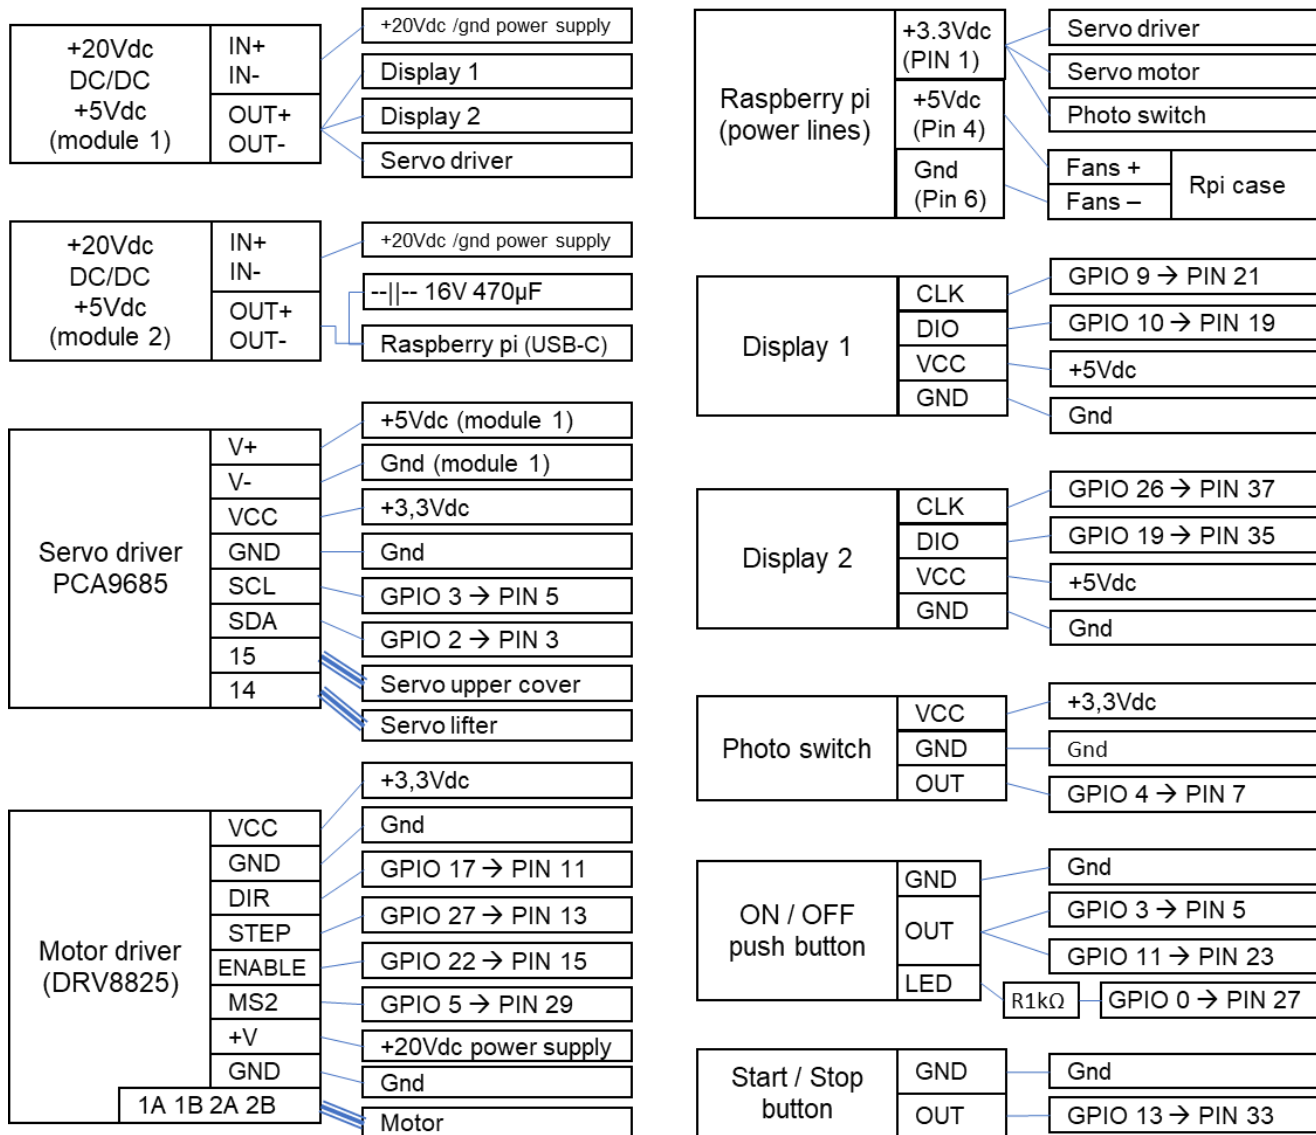 +20Vdc
DC/DC
+5Vdc
(module 1)
IN+
IN-
OUT+
OUT-
+20Vdc /gnd power supply
Display 1
Display 2
Servo driver
+20Vdc
DC/DC
+5Vdc
(module 2)
IN+
IN-
OUT+
OUT-
+20Vdc /gnd power supply
--||-- 16V 470µF
Raspberry pi (USB-C)
Servo driver
PCA9685
V+
V-
VCC
GND
SCL
SDA
15
14
+5Vdc (module 1)
Gnd (module 1)
+3,3Vdc
Gnd
GPIO 3 → PIN 5
GPIO 2 → PIN 3
Servo upper cover
Servo lifter
Motor driver
(DRV8825)
VCC
GND
DIR
STEP
ENABLE
MS2
+V
GND
1A 1B 2A 2B
+3,3Vdc
Gnd
GPIO 17 → PIN 11
GPIO 27 → PIN 13
GPIO 22 → PIN 15
GPIO 5 → PIN 29
+20Vdc power supply
Gnd
Motor
Raspberry pi
(power lines)
+3.3Vdc
(PIN 1)
+5Vdc
(Pin 4)
Gnd
(Pin 6)
Servo driver
Servo motor
Photo switch
Fans +
Fans –
Rpi case
Display 1
CLK
DIO
VCC
GND
GPIO 9 → PIN 21
GPIO 10 → PIN 19
+5Vdc
Gnd
Display 2
CLK
DIO
VCC
GND
GPIO 26 → PIN 37
GPIO 19 → PIN 35
+5Vdc
Gnd
Photo switch
VCC
GND
OUT
+3,3Vdc
Gnd
GPIO 4 → PIN 7
ON / OFF
push button
GND
OUT
LED
Gnd
GPIO 3 → PIN 5
GPIO 11 → PIN 23
R1kΩ
GPIO 0 → PIN 27
Start / Stop
button
GND
OUT
Gnd
GPIO 13 → PIN 33